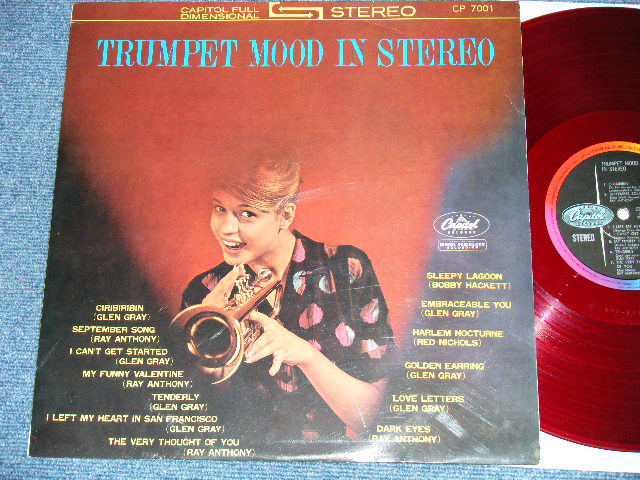 CAPITOL FULL DIMENSIONAL STEREO
CP 7001
TRUMPET MOOD IN STEREO
Capitol
RECORDS
HIGH FIDELITY
RECORDING
CIRIBIRIBIN
(GLEN GRAY)
SEPTEMBER SONG
(RAY ANTHONY)
I CAN'T GET STARTED
(GLEN GRAY)
MY FUNNY VALENTINE
(RAY ANTHONY)
TENDERLY
(GLEN GRAY)
I LEFT MY HEART IN SAN FRANCISCO
(GLEN GRAY)
THE VERY THOUGHT OF YOU
(RAY ANTHONY)
SLEEPY LAGOON
(BOBBY HACKETT)
EMBRACEABLE YOU
(GLEN GRAY)
HARLEM NOCTURNE
(RED NICHOLS)
GOLDEN EARRING
(GLEN GRAY)
LOVE LETTERS
(GLEN GRAY)
DARK EYES
(RAY ANTHONY)
TRUMPET MOOD
IN STEREO
Capitol
STEREO